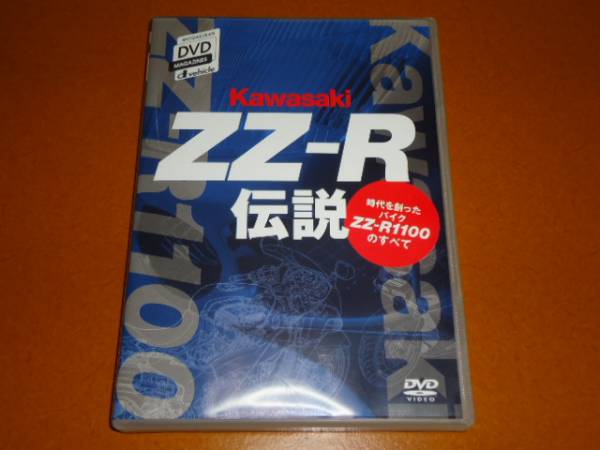 DVD
MAGAZINES
d vehicle
Kawasaki
ZZ-R
伝説
時代を創った
バイク
ZZ-R1100
のすべて
ZZ-R1100
Kawasaki
DVD
VIDEO